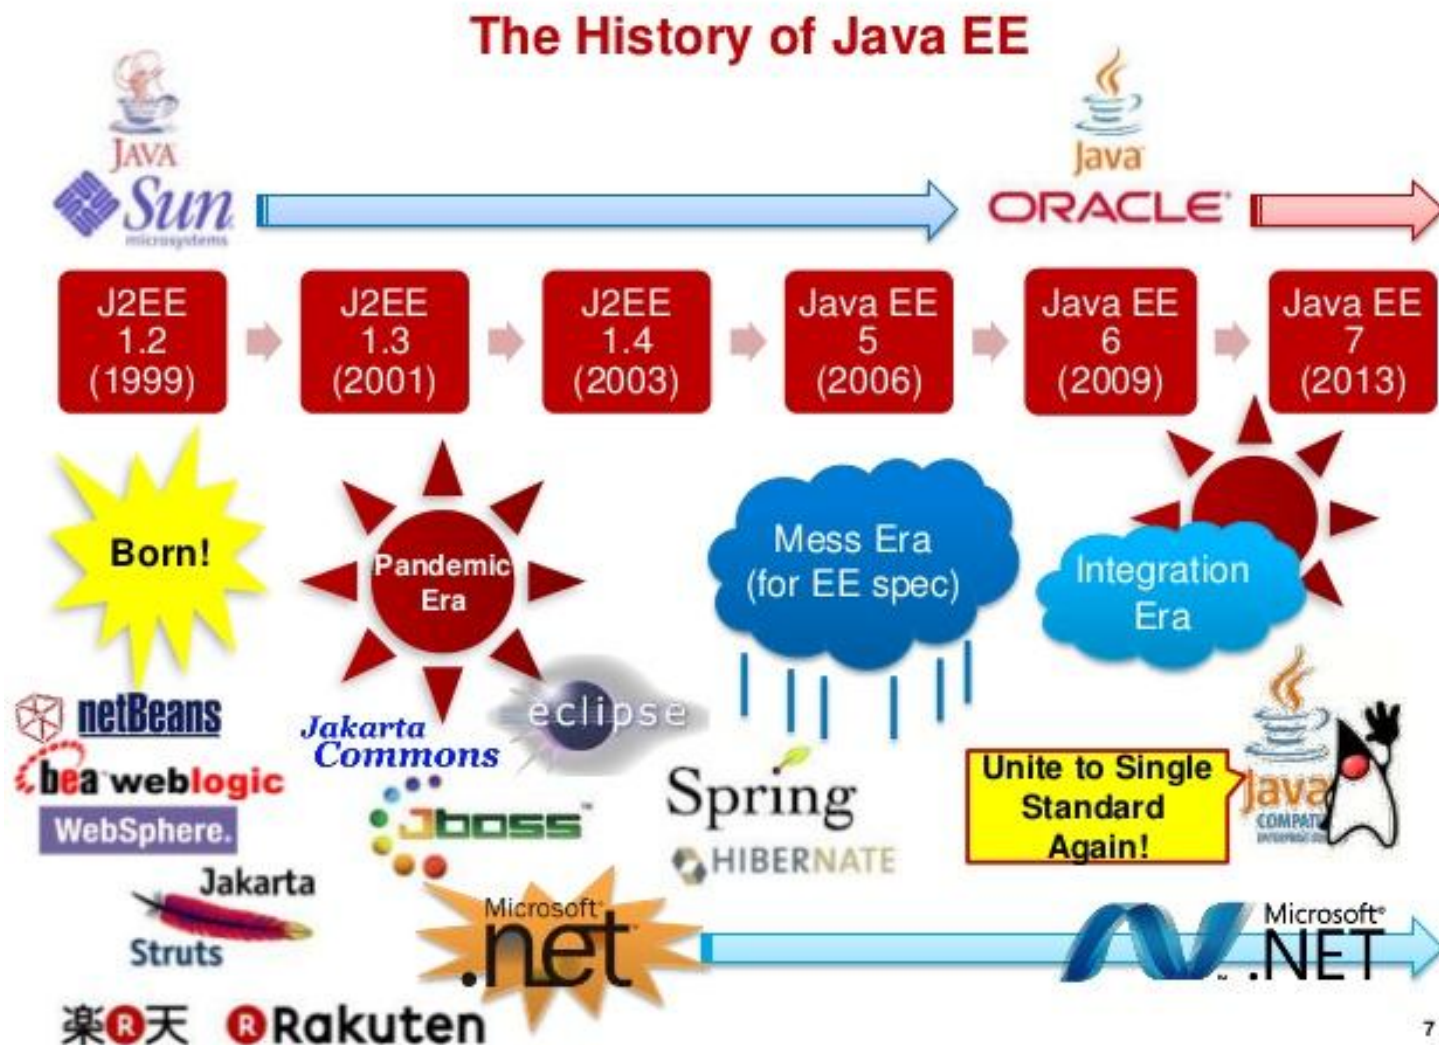 The History of Java EE
JAVA
Sun
microsystems
Java
ORACLE
J2EE
1.2
(1999)
J2EE
1.3
(2001)
J2EE
1.4
(2003)
Java EE
5
(2006)
Java EE
6
(2009)
Java EE
7
(2013)
Born!
Pandemic
Era
Mess Era
(for EE spec)
Integration
Era
netBeans
bea weblogic
WebSphere.
Jakarta
Struts
Jakarta
Commons
eclipse
Jboss™
Spring
HIBERNATE
Unite to Single
Standard
Again!
Java
Microsoft®
.net
Microsoft®
.NET
楽R天
R Rakuten
7